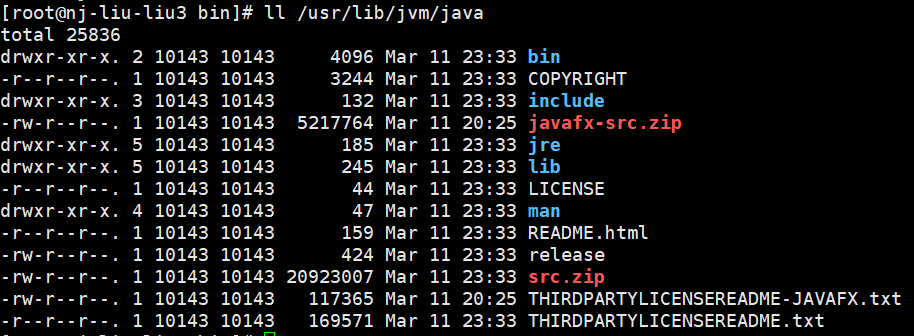 [root@nj-liu-liu3 bin]# ll /usr/lib/jvm/java
total 25836
drwxr-xr-x. 2 10143 10143     4096 Mar 11 23:33 bin
-r--r--r--. 1 10143 10143     3244 Mar 11 23:33 COPYRIGHT
drwxr-xr-x. 3 10143 10143      132 Mar 11 23:33 include
-rw-r--r--. 1 10143 10143  5217764 Mar 11 20:25 javafx-src.zip
drwxr-xr-x. 5 10143 10143      185 Mar 11 23:33 jre
drwxr-xr-x. 5 10143 10143      245 Mar 11 23:33 lib
-r--r--r--. 1 10143 10143       44 Mar 11 23:33 LICENSE
drwxr-xr-x. 4 10143 10143       47 Mar 11 23:33 man
-r--r--r--. 1 10143 10143      159 Mar 11 23:33 README.html
-rw-r--r--. 1 10143 10143      424 Mar 11 23:33 release
-rw-r--r--. 1 10143 10143 20923007 Mar 11 23:33 src.zip
-rw-r--r--. 1 10143 10143   117365 Mar 11 20:25 THIRDPARTYLICENSEREADME-JAVAFX.txt
-r--r--r--. 1 10143 10143   169571 Mar 11 23:33 THIRDPARTYLICENSEREADME.txt